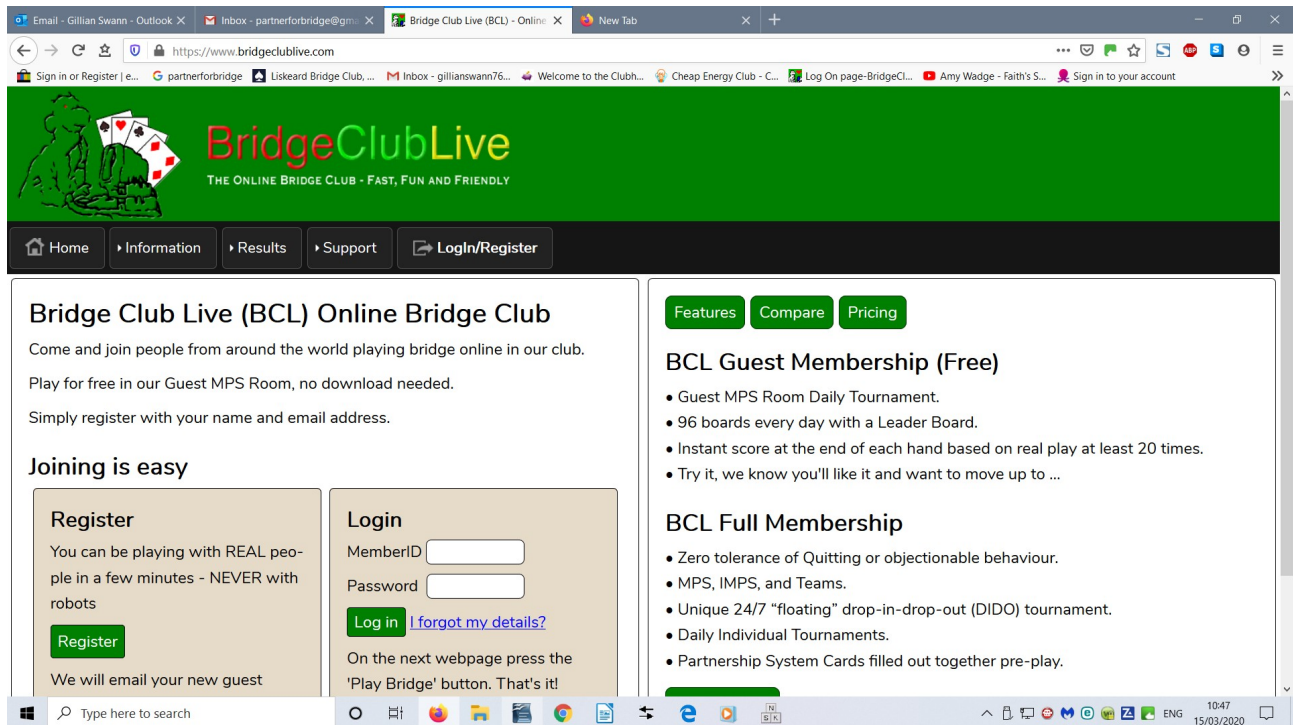 Email - Gillian Swann - Outlook
Inbox - partnerforbridge@gma
Bridge Club Live (BCL) - Online
New Tab
https://www.bridgeclublive.com
Sign in or Register | e...
partnerforbridge
Liskeard Bridge Club, ...
Inbox - gillianswann76...
Welcome to the Clubh...
Cheap Energy Club - C...
Log On page-BridgeCl...
Amy Wadge - Faith's S...
Sign in to your account
BridgeClubLive
THE ONLINE BRIDGE CLUB - FAST, FUN AND FRIENDLY
Home
Information
Results
Support
LogIn/Register
Bridge Club Live (BCL) Online Bridge Club
Come and join people from around the world playing bridge online in our club.
Play for free in our Guest MPS Room, no download needed.
Simply register with your name and email address.
Joining is easy
Register
You can be playing with REAL peo-
ple in a few minutes - NEVER with
robots
Register
We will email your new guest
Login
MemberID
Password
Log in I forgot my details?
On the next webpage press the
'Play Bridge' button. That's it!
Features
Compare
Pricing
BCL Guest Membership (Free)
• Guest MPS Room Daily Tournament.
• 96 boards every day with a Leader Board.
• Instant score at the end of each hand based on real play at least 20 times.
• Try it, we know you'll like it and want to move up to ...
BCL Full Membership
• Zero tolerance of Quitting or objectionable behaviour.
• MPS, IMPS, and Teams.
• Unique 24/7 “floating” drop-in-drop-out (DIDO) tournament.
• Daily Individual Tournaments.
• Partnership System Cards filled out together pre-play.
Type here to search
ENG
10:47
15/03/2020